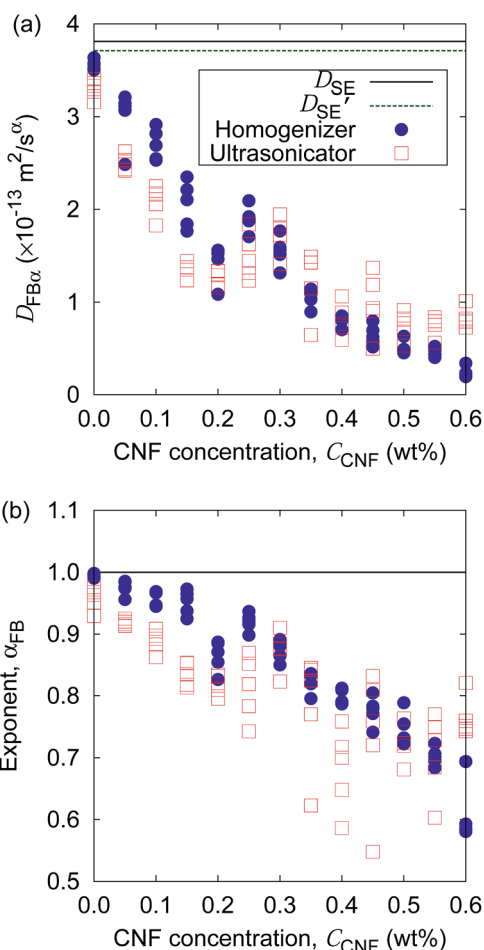 (a)
4
3
2
1
0
D_FBα (×10⁻¹³ m²/s^α)
D_SE
D_SE′
Homogenizer
Ultrasonicator
0.0 0.1 0.2 0.3 0.4 0.5 0.6
CNF concentration, C_CNF (wt%)
(b)
1.1
1.0
0.9
0.8
0.7
0.6
0.5
Exponent, α_FB
0.0 0.1 0.2 0.3 0.4 0.5 0.6
CNF concentration, C_CNF (wt%)